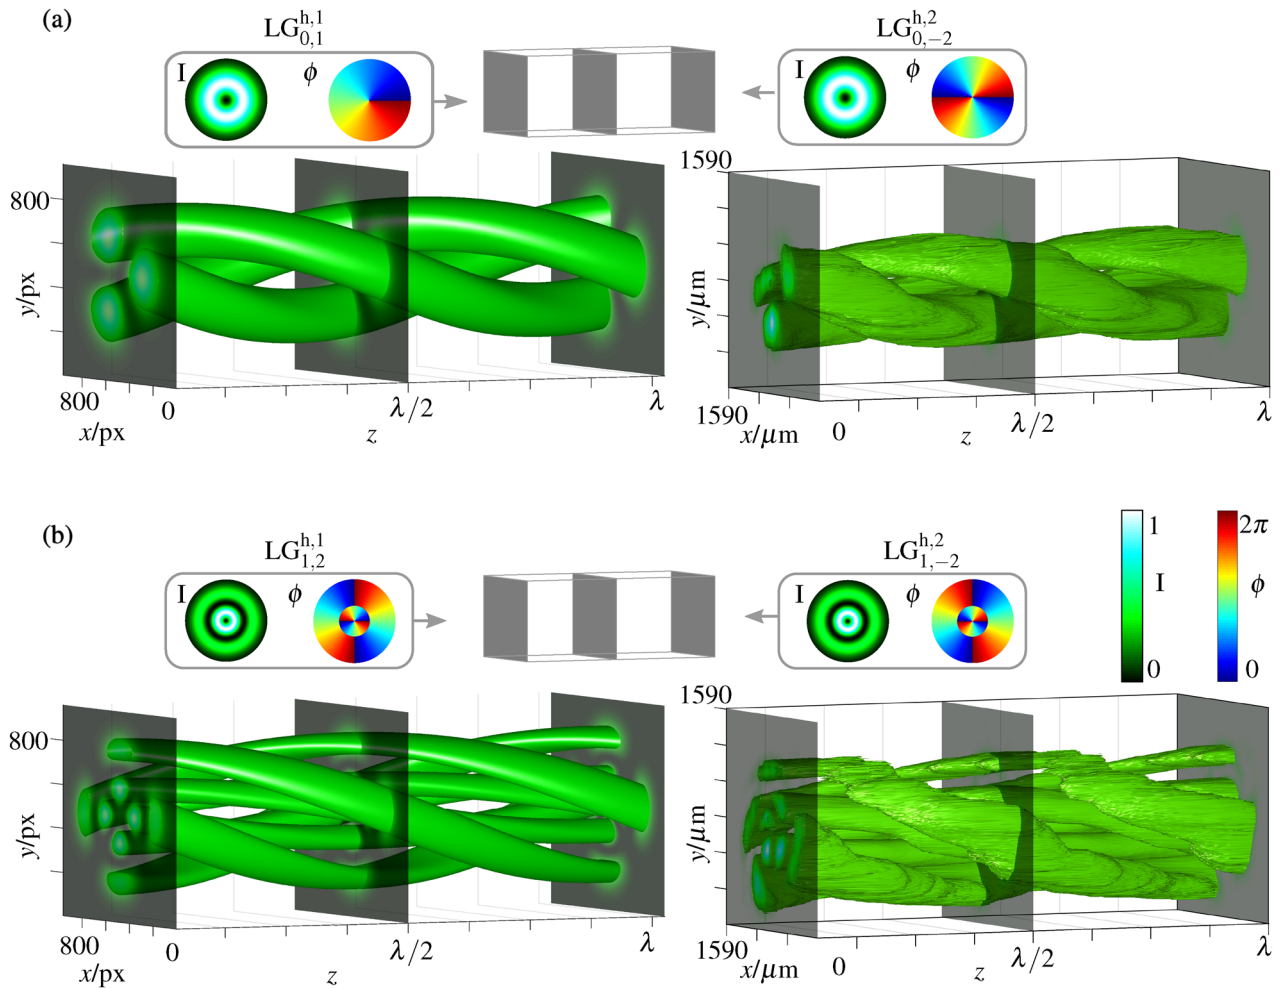 (a)
LG^{h,1}_{0,1}
I ϕ
LG^{h,2}_{0,−2}
I ϕ
800
y/px
800
x/px
0
λ/2
z
λ
1590
y/μm
1590
x/μm
0
z
λ/2
λ
(b)
LG^{h,1}_{1,2}
I ϕ
LG^{h,2}_{1,−2}
I ϕ
1
I
0
2π
ϕ
0
800
y/px
800
x/px
0
z
λ/2
λ
1590
y/μm
1590
x/μm
0
z
λ/2
λ